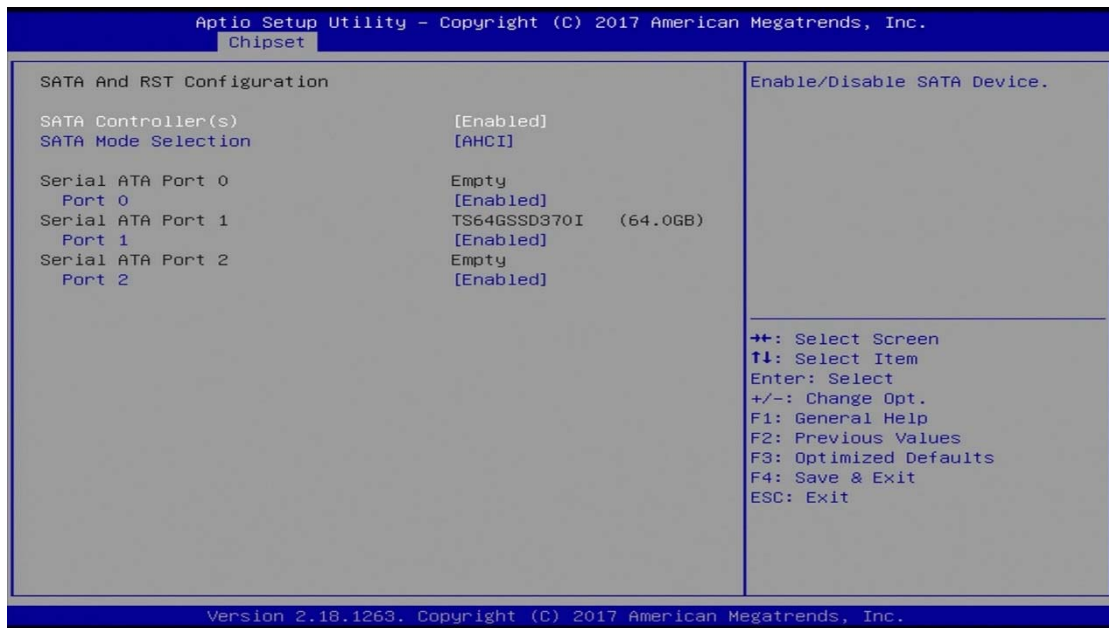 Aptio Setup Utility – Copyright (C) 2017 American Megatrends, Inc.
Chipset
SATA And RST Configuration
SATA Controller(s) [Enabled]
SATA Mode Selection [AHCI]
Serial ATA Port 0 Empty
Port 0 [Enabled]
Serial ATA Port 1 TS64GSSD370I (64.0GB)
Port 1 [Enabled]
Serial ATA Port 2 Empty
Port 2 [Enabled]
Enable/Disable SATA Device.
→←: Select Screen
↑↓: Select Item
Enter: Select
+/-: Change Opt.
F1: General Help
F2: Previous Values
F3: Optimized Defaults
F4: Save & Exit
ESC: Exit
Version 2.18.1263. Copyright (C) 2017 American Megatrends, Inc.